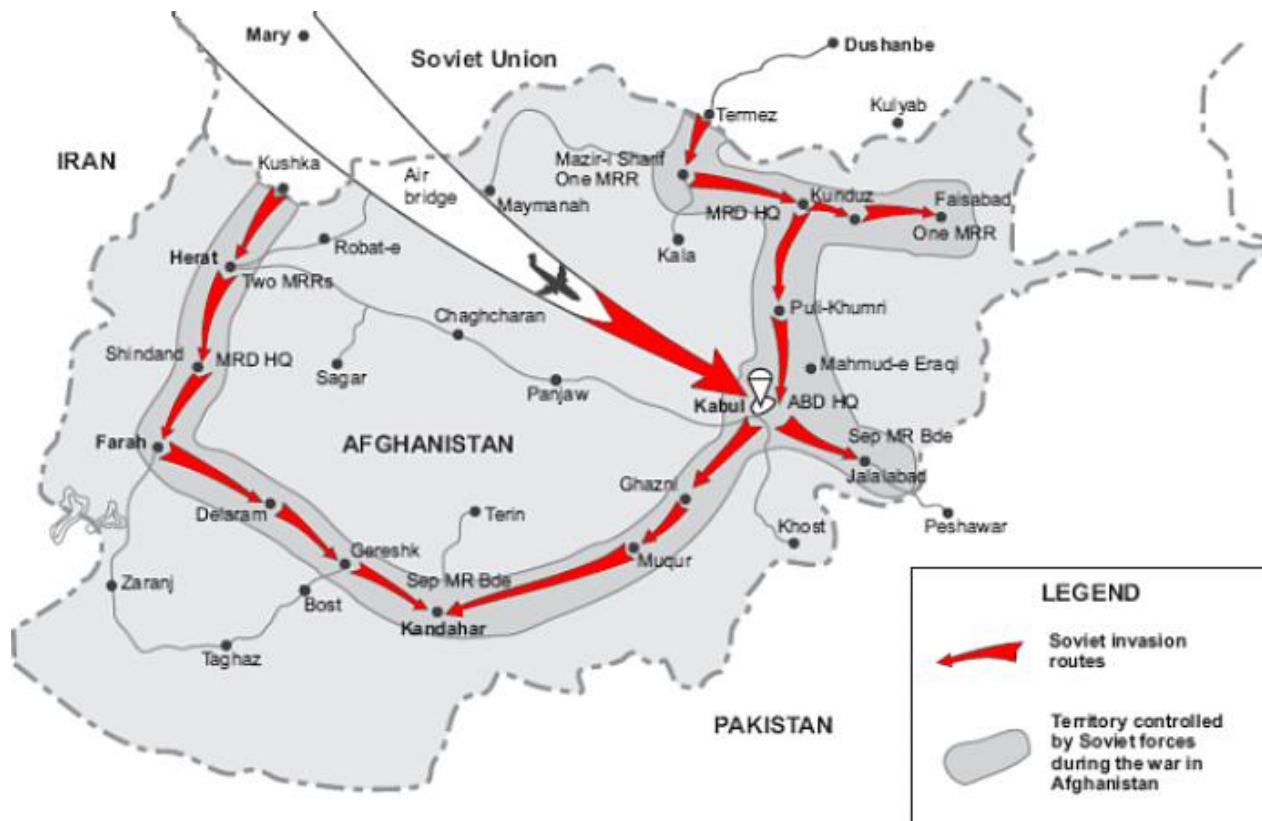 Mary
Soviet Union
Dushanbe
Kulyab
Termez
IRAN
Kushka
Air
bridge
Mazir-i Sharif
One MRR
Maymanah
MRD HQ
Kunduz
Faisabad
One MRR
Kala
Robat-e
Herat
Two MRRs
Chaghcharan
Puli-Khumri
Shindand
MRD HQ
Sagar
Panjaw
Mahmud-e Eraqi
Kabul
ABD HQ
Farah
AFGHANISTAN
Sep MR Bde
Jalalabad
Ghazni
Delaram
Terin
Khost
Peshawar
Muqur
Gereshk
Zaranj
Bost
Sep MR Bde
Kandahar
Taghaz
PAKISTAN
LEGEND
Soviet invasion
routes
Territory controlled
by Soviet forces
during the war in
Afghanistan